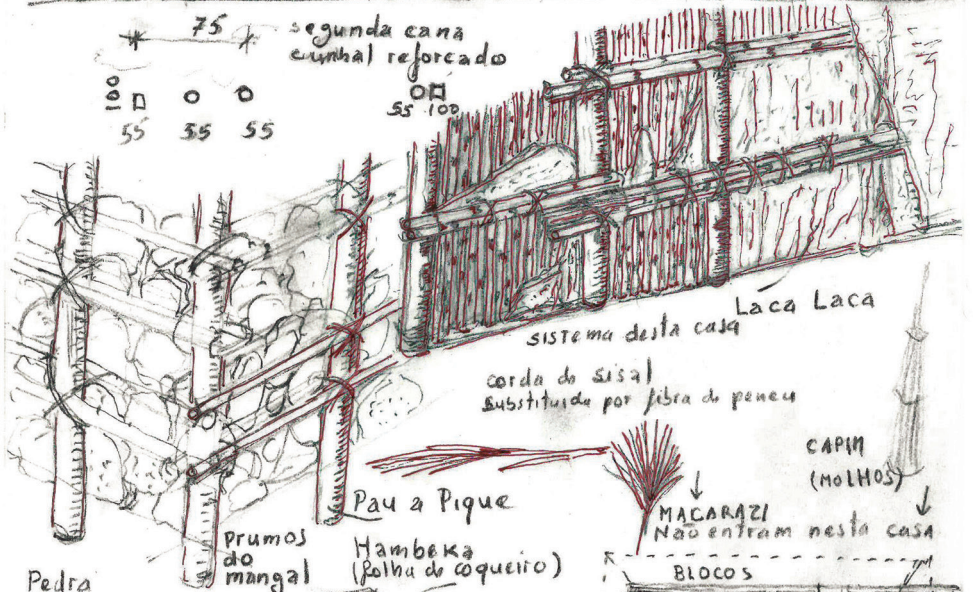 75
segunda cana
cunhal reforçado
55 55 55
55 100
Laca Laca
sistema desta casa
corda de sisal
substituida por fibra de peneu
CAPIM
(MOLHOS)
Pau a Pique
MACARAZI
Não entram nesta casa
prumos
do
mangal
Hambeka
(folha de coqueiro)
BLOCOS
Pedra